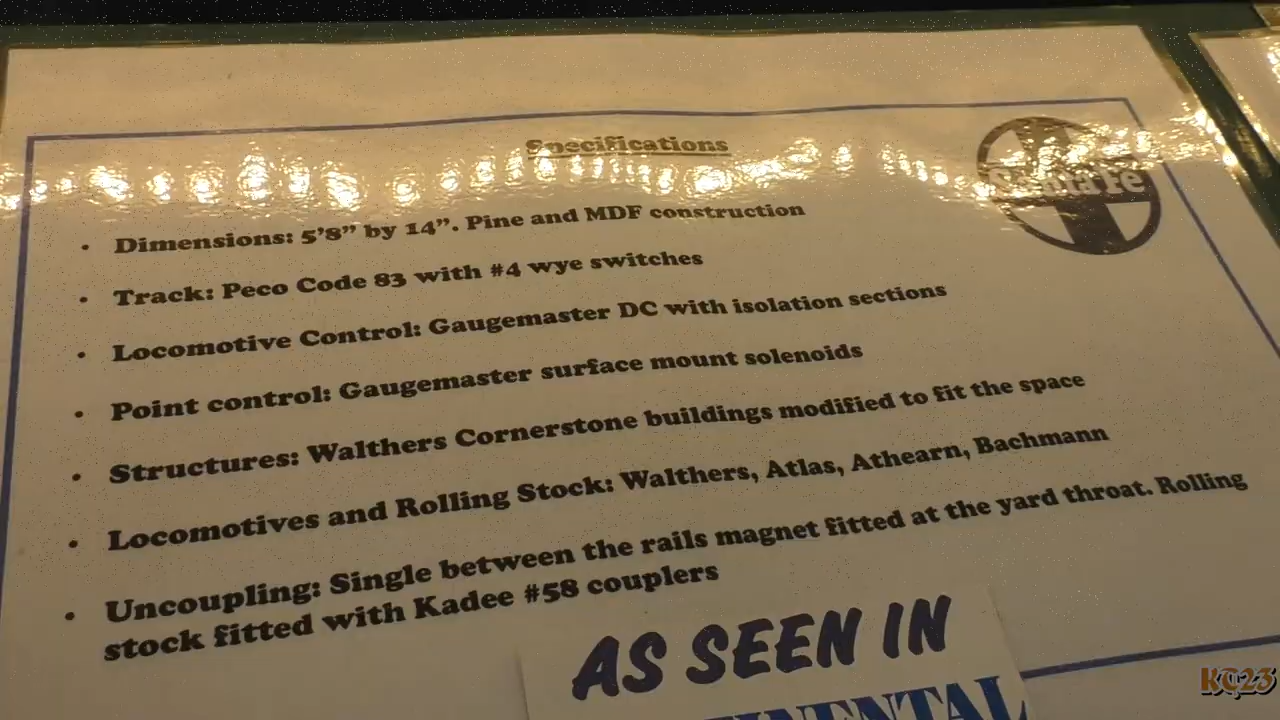 Specifications
Santa Fe
• Dimensions: 5’8” by 14”. Pine and MDF construction
• Track: Peco Code 83 with #4 wye switches
• Locomotive Control: Gaugemaster DC with isolation sections
• Point control: Gaugemaster surface mount solenoids
• Structures: Walthers Cornerstone buildings modified to fit the space
• Locomotives and Rolling Stock: Walthers, Atlas, Athearn, Bachmann
• Uncoupling: Single between the rails magnet fitted at the yard throat. Rolling
stock fitted with Kadee #58 couplers
AS SEEN IN
KC23